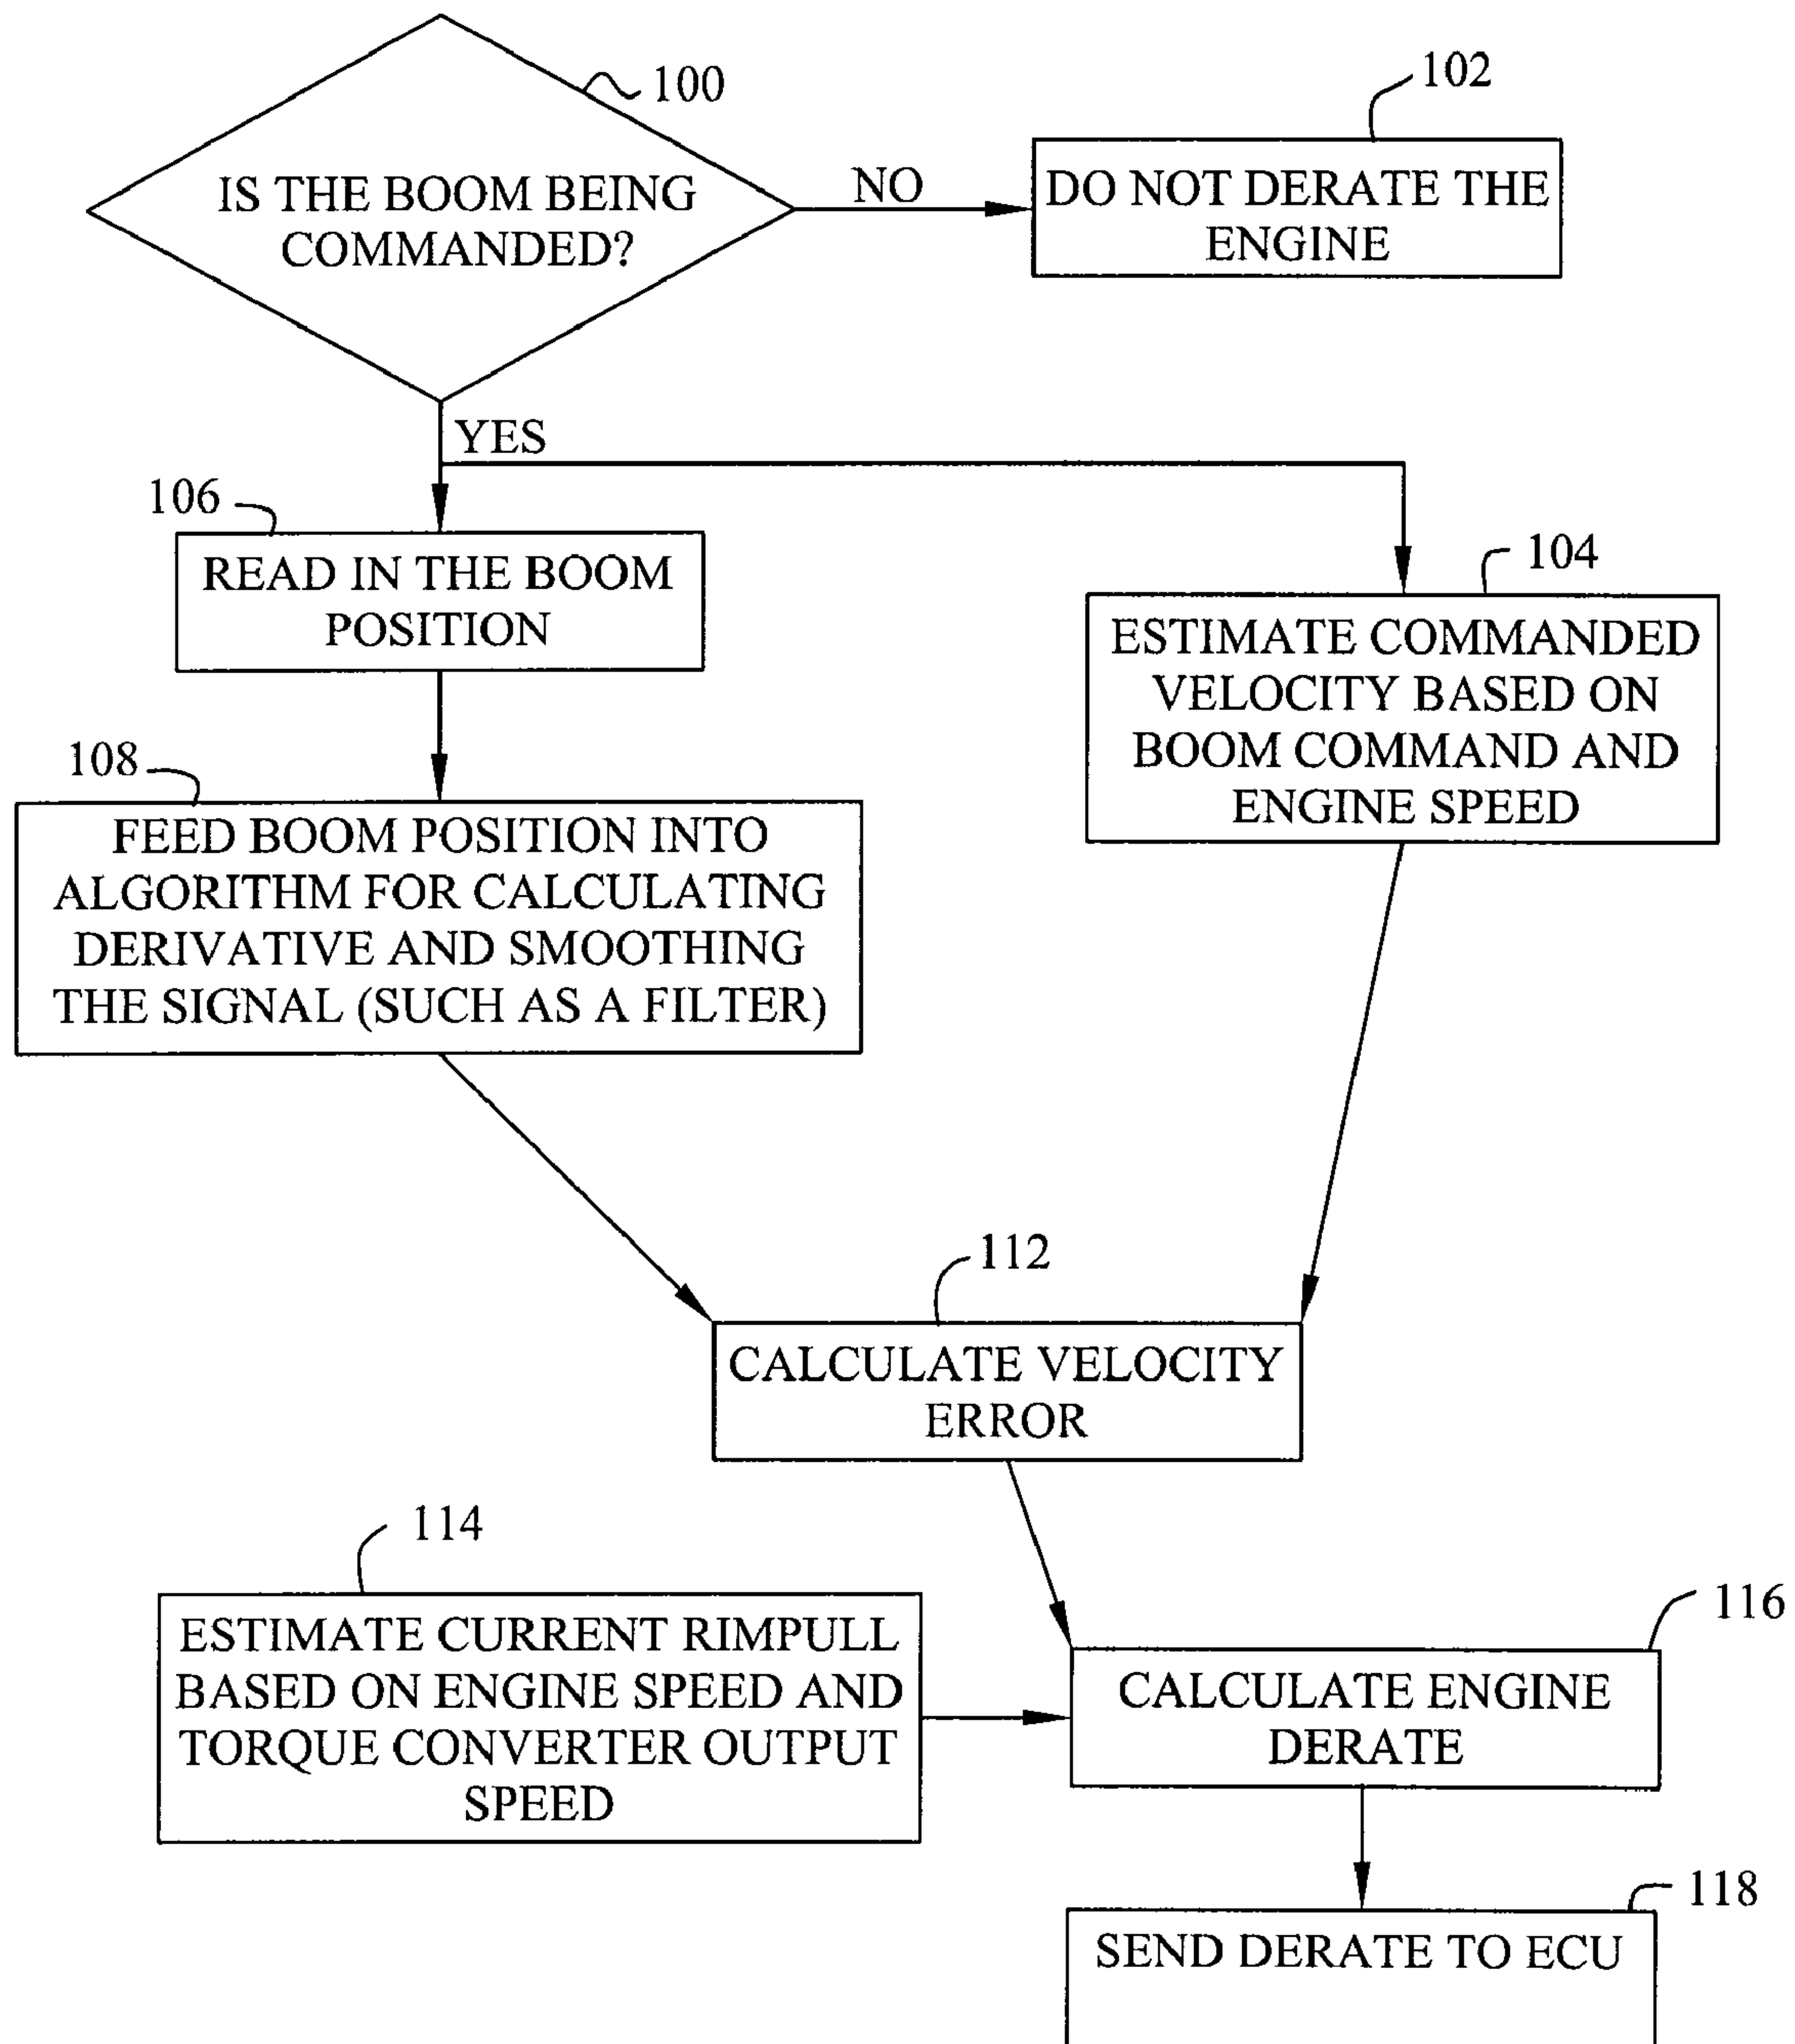 100
IS THE BOOM BEING
COMMANDED?
NO
102
DO NOT DERATE THE
ENGINE
YES
106
READ IN THE BOOM
POSITION
104
ESTIMATE COMMANDED
VELOCITY BASED ON
BOOM COMMAND AND
ENGINE SPEED
108
FEED BOOM POSITION INTO
ALGORITHM FOR CALCULATING
DERIVATIVE AND SMOOTHING
THE SIGNAL (SUCH AS A FILTER)
112
CALCULATE VELOCITY
ERROR
114
ESTIMATE CURRENT RIMPULL
BASED ON ENGINE SPEED AND
TORQUE CONVERTER OUTPUT
SPEED
116
CALCULATE ENGINE
DERATE
118
SEND DERATE TO ECU